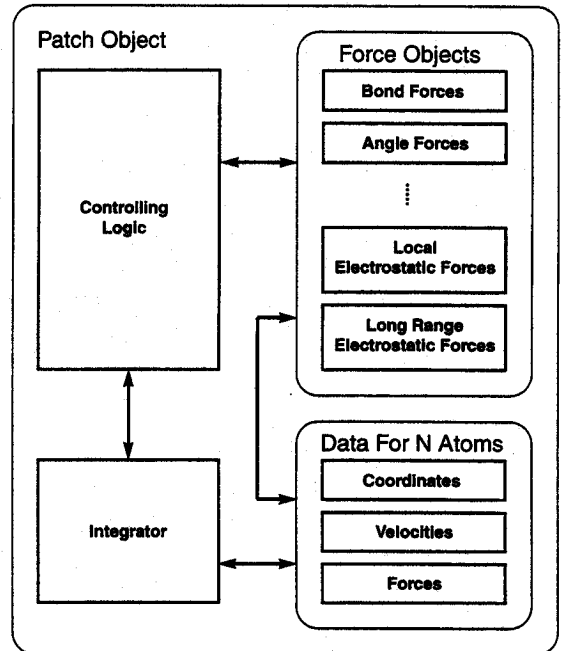 Patch Object
Controlling
Logic
Integrator
Force Objects
Bond Forces
Angle Forces
Local
Electrostatic Forces
Long Range
Electrostatic Forces
Data For N Atoms
Coordinates
Velocities
Forces